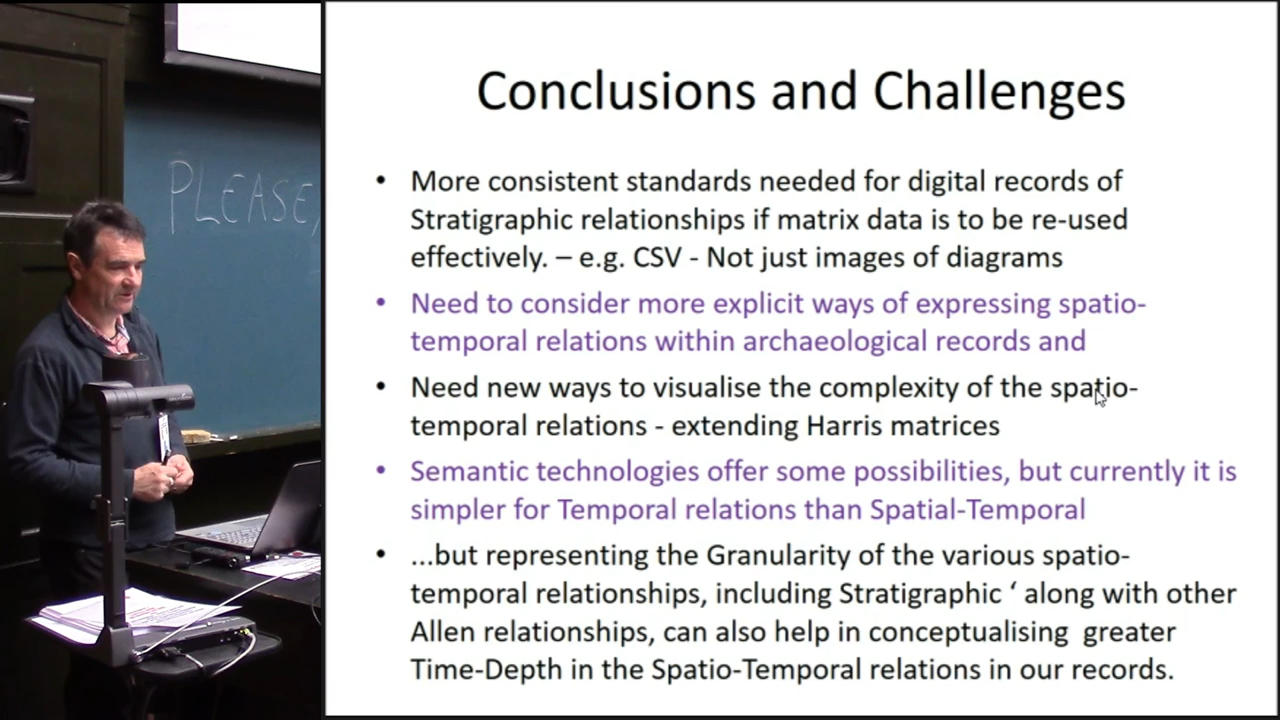 PLEASE,
Conclusions and Challenges
• More consistent standards needed for digital records of
Stratigraphic relationships if matrix data is to be re-used
effectively. – e.g. CSV - Not just images of diagrams
• Need to consider more explicit ways of expressing spatio-
temporal relations within archaeological records and
• Need new ways to visualise the complexity of the spatio-
temporal relations - extending Harris matrices
• Semantic technologies offer some possibilities, but currently it is
simpler for Temporal relations than Spatial-Temporal
• ...but representing the Granularity of the various spatio-
temporal relationships, including Stratigraphic ‘ along with other
Allen relationships, can also help in conceptualising  greater
Time-Depth in the Spatio-Temporal relations in our records.